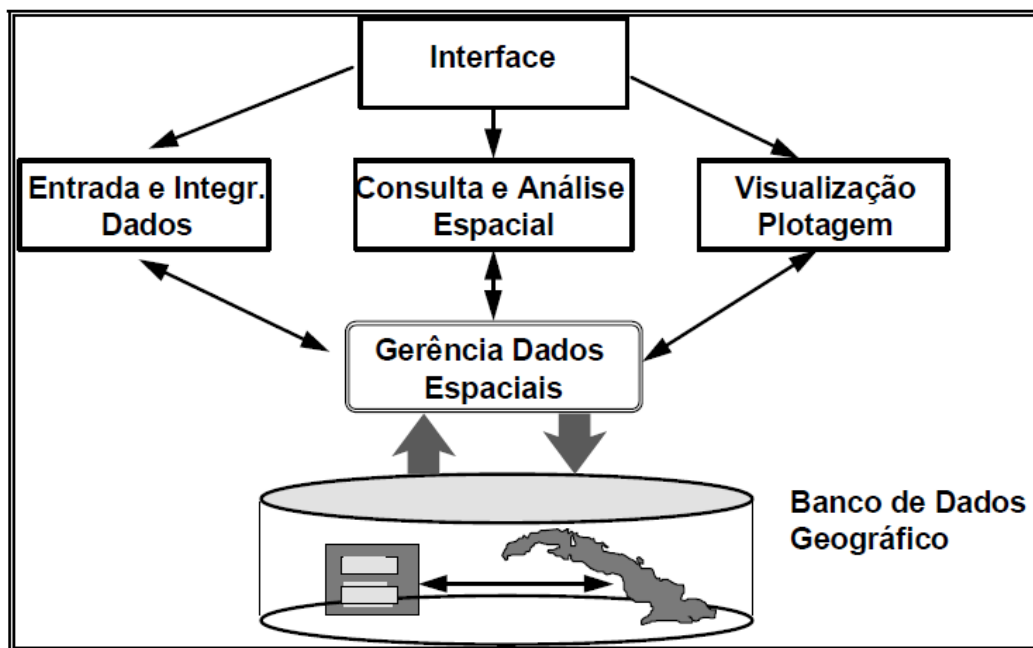 Interface
Entrada e Integr.
Dados
Consulta e Análise
Espacial
Visualização
Plotagem
Gerência Dados
Espaciais
Banco de Dados
Geográfico